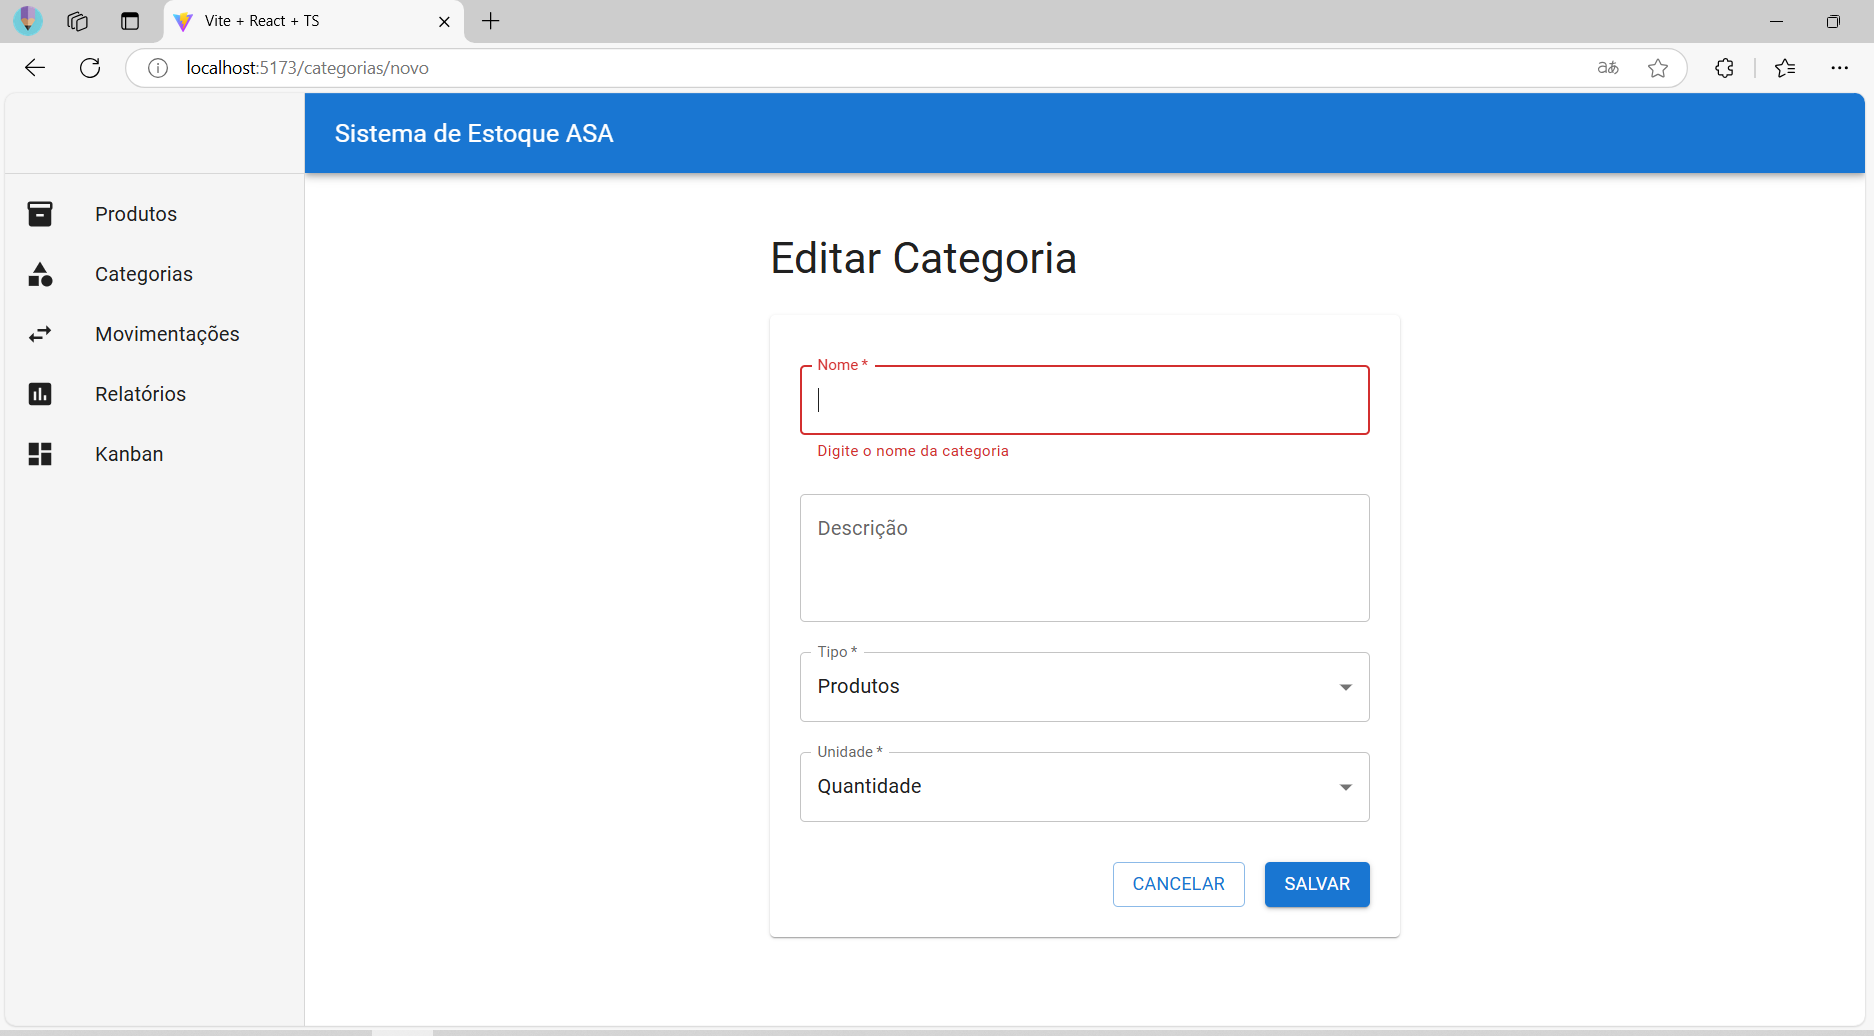 Vite + React + TS
localhost:5173/categorias/novo
Sistema de Estoque ASA
Produtos
Categorias
Movimentações
Relatórios
Kanban
Editar Categoria
Nome *
Digite o nome da categoria
Descrição
Tipo *
Produtos
Unidade *
Quantidade
CANCELAR
SALVAR